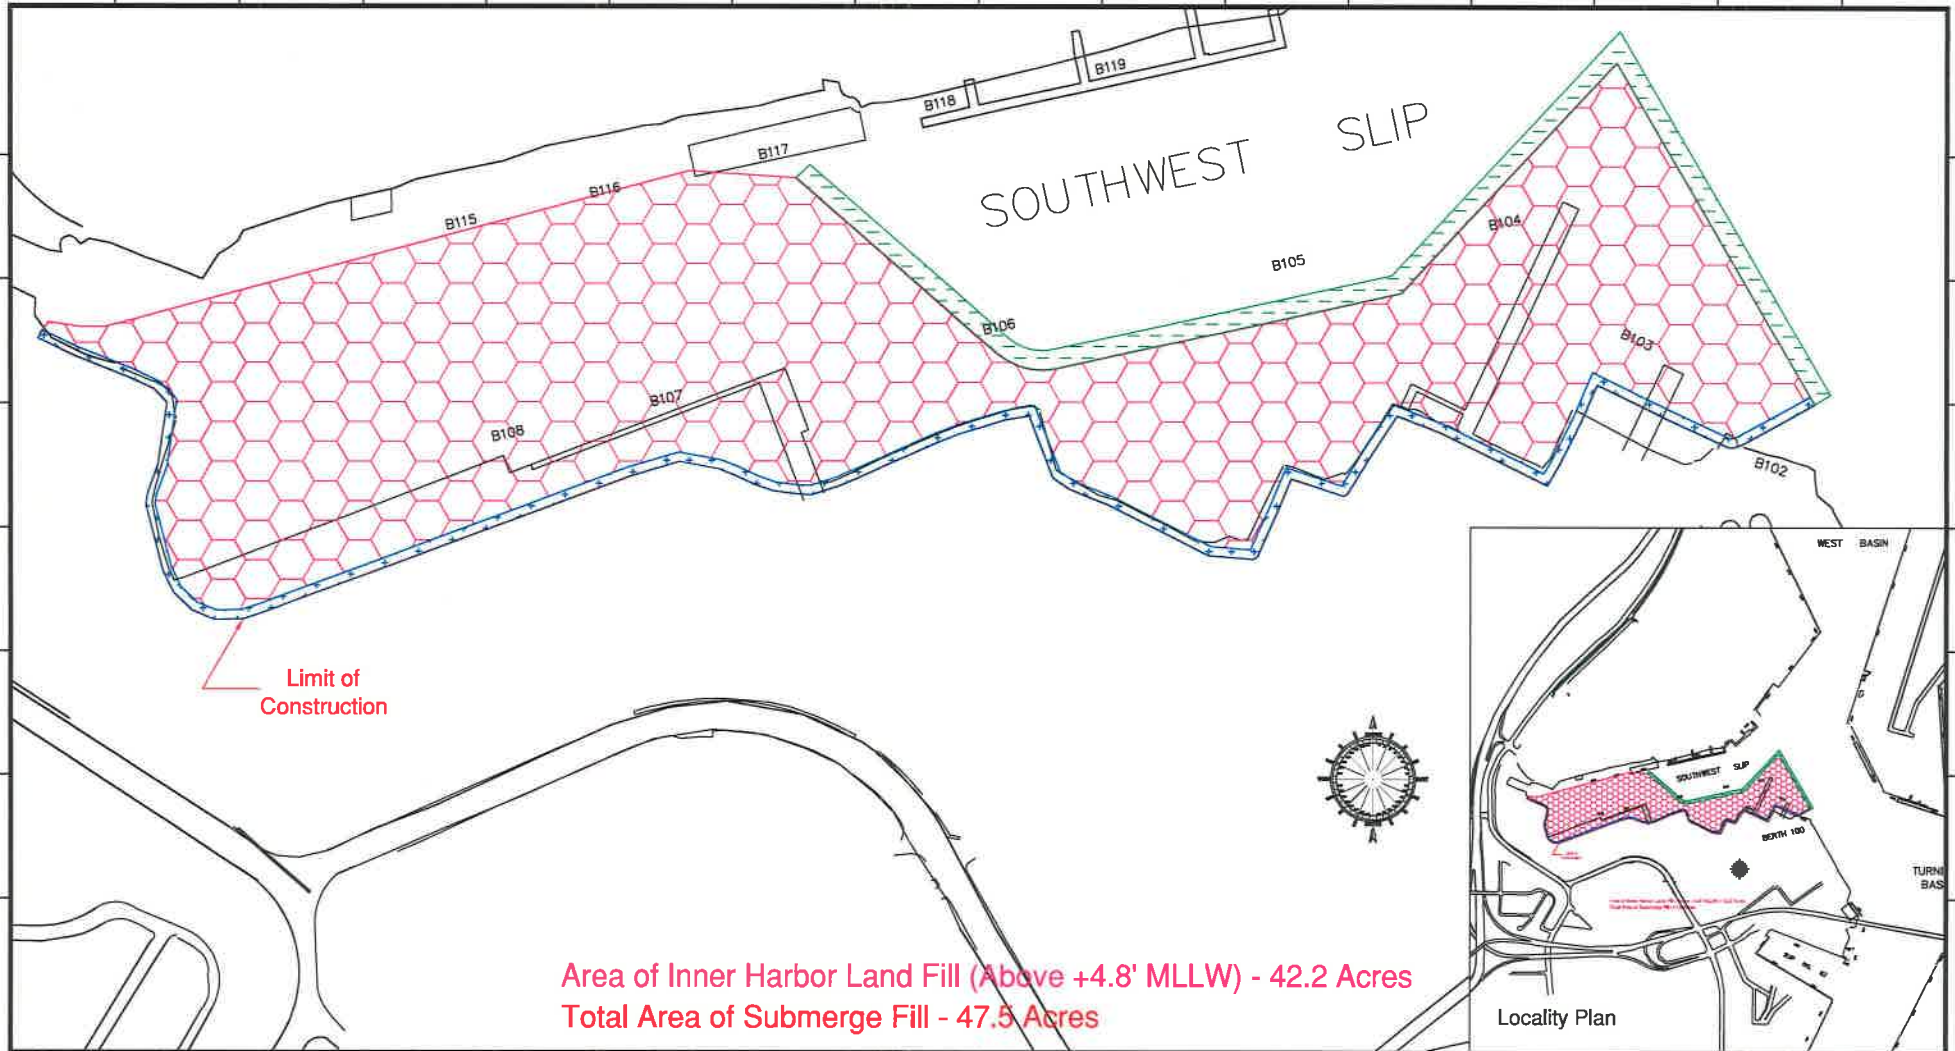 B119
B118
SLIP
B117
SOUTHWEST
B116
B115
B104
B105
B106
B103
B107
B108
B102
Limit of
Construction
Area of Inner Harbor Land Fill (Above +4.8' MLLW) - 42.2 Acres
Total Area of Submerge Fill - 47.5 Acres
WEST BASIN
SOUTHWEST SLIP
BERTH 100
TURNI
BAS
Locality Plan